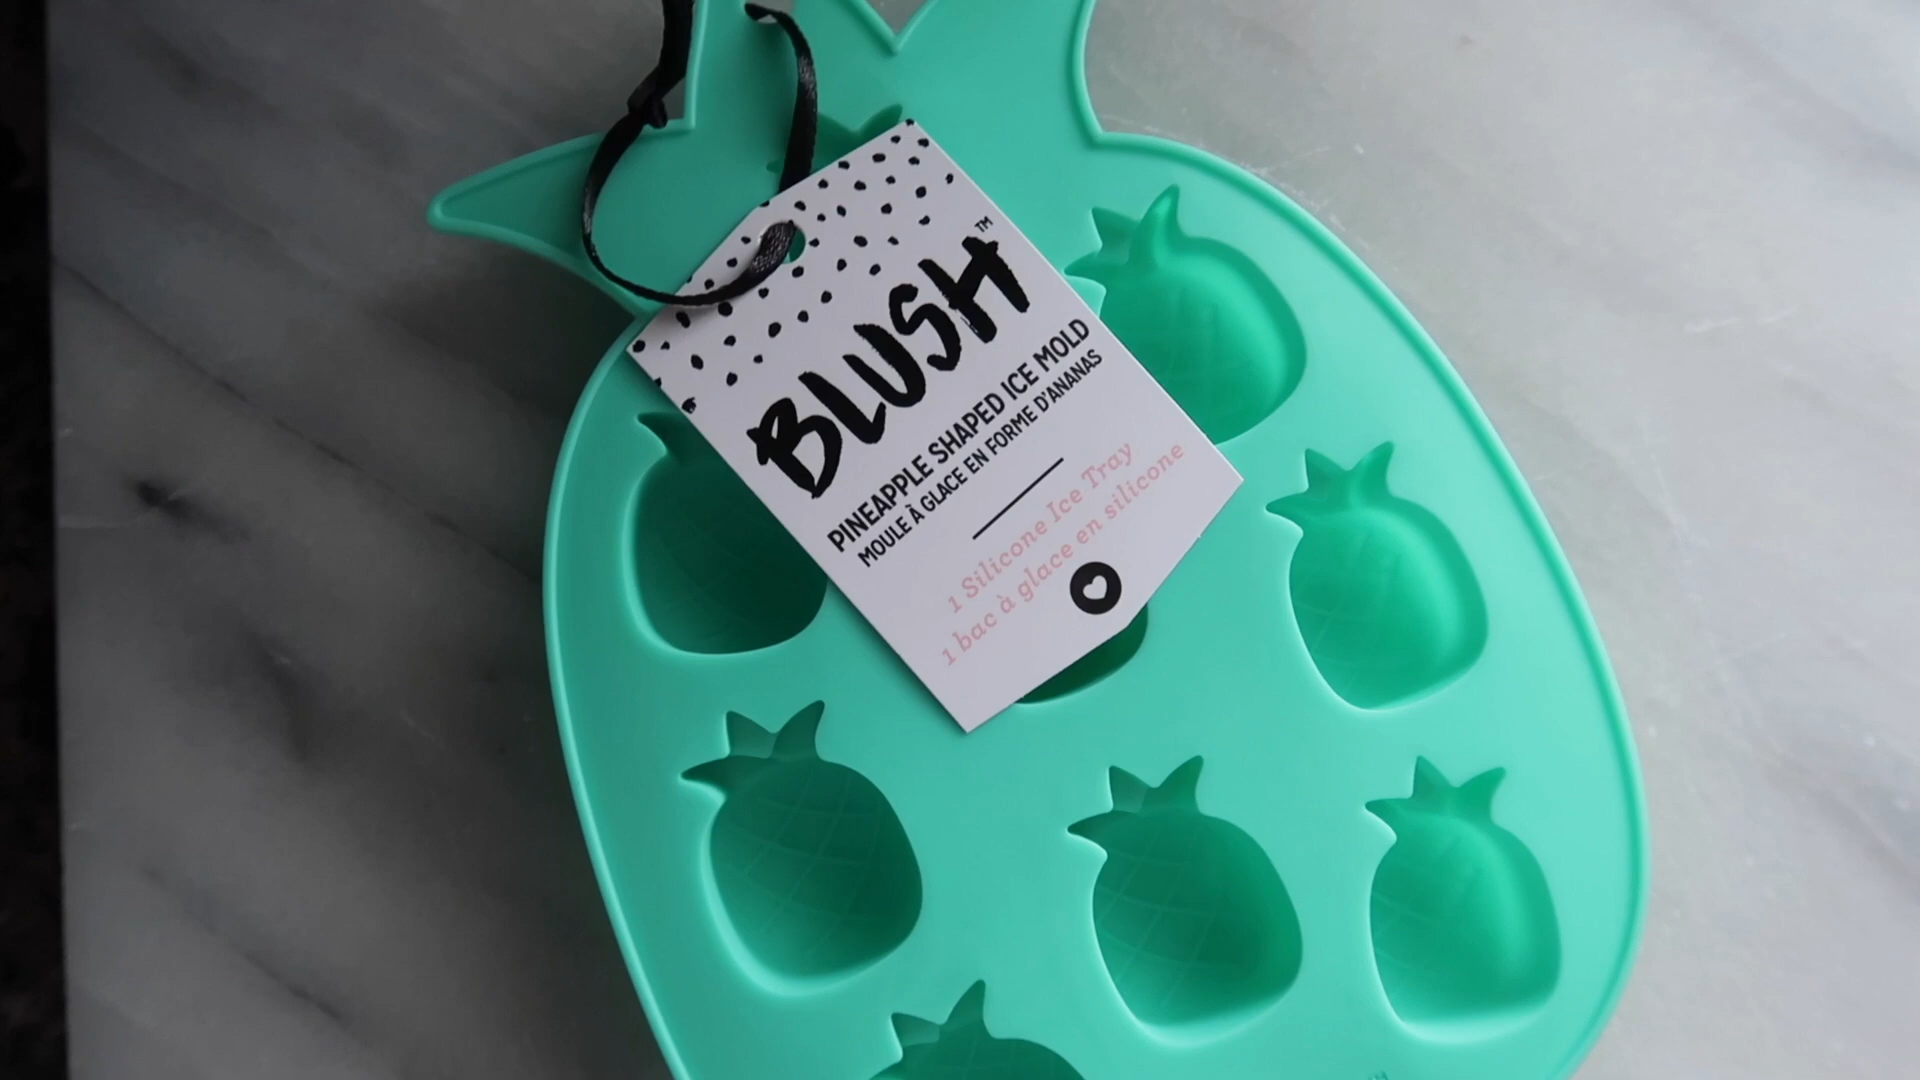 BLUSH™
PINEAPPLE SHAPED ICE MOLD
MOULE À GLACE EN FORME D'ANANAS
1 Silicone Ice Tray
1 bac à glace en silicone